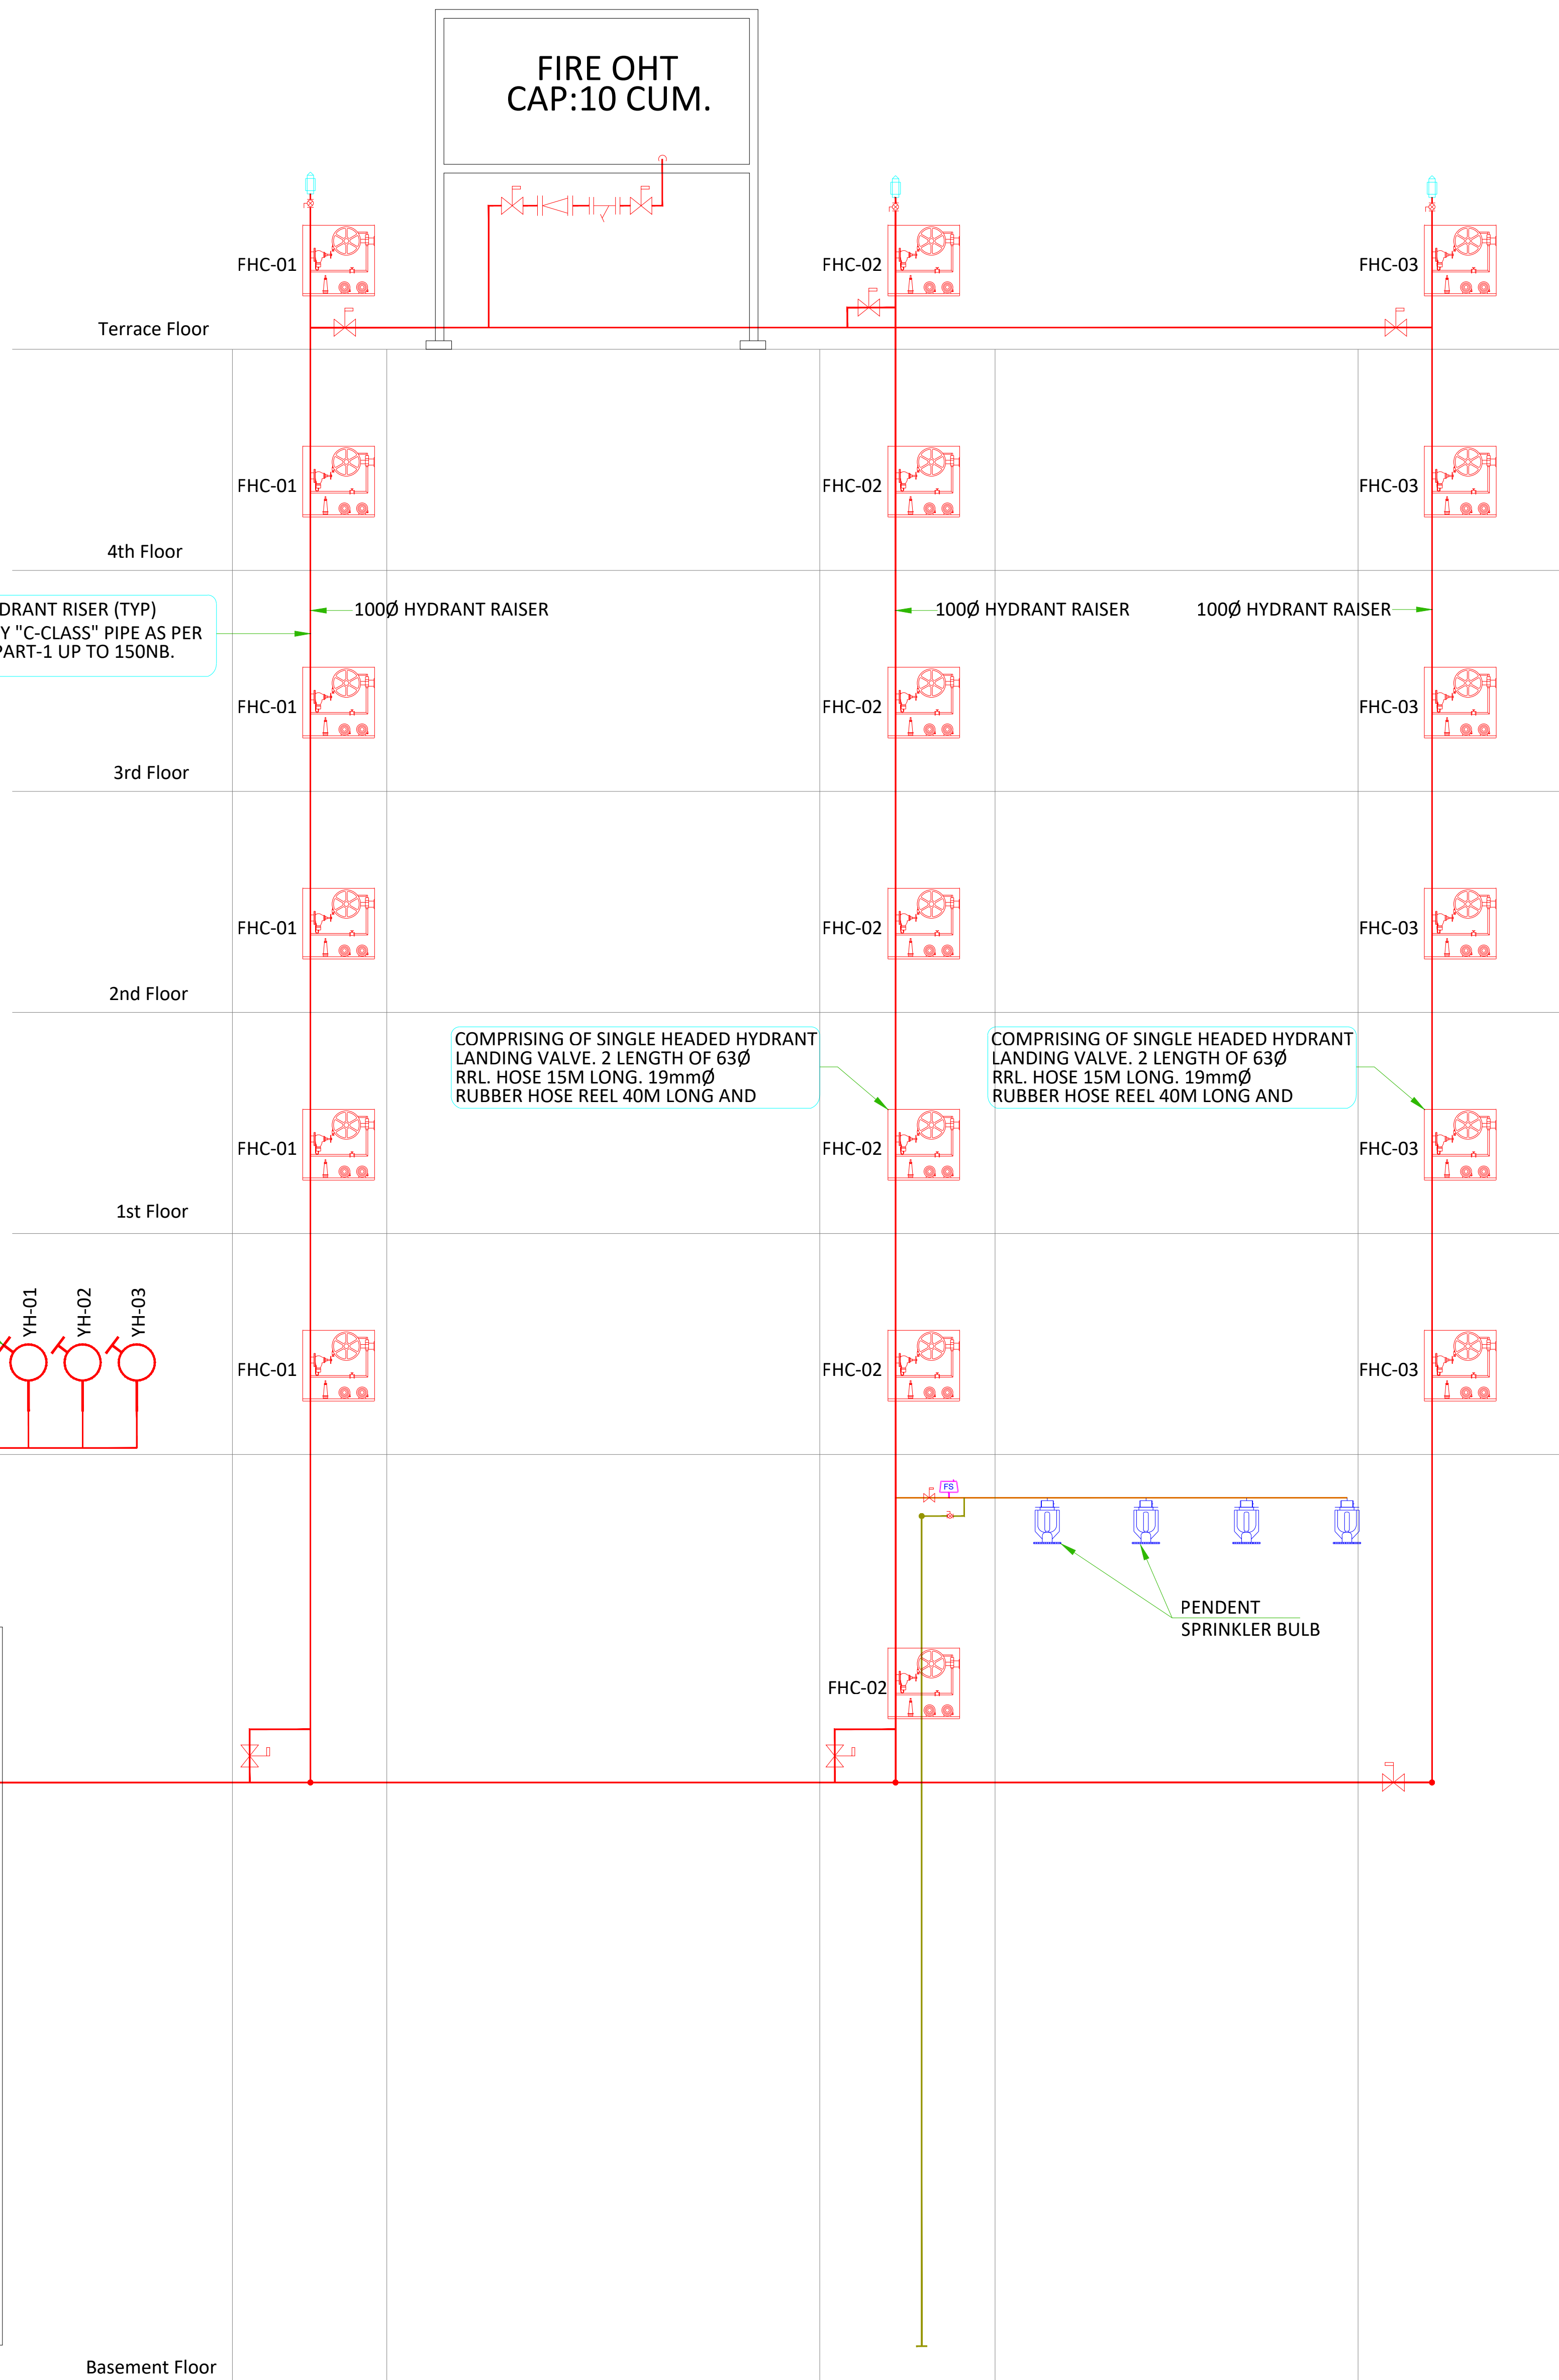 FIRE OHT
CAP:10 CUM.
FHC-01
FHC-02
FHC-03
Terrace Floor
FHC-01
FHC-02
FHC-03
4th Floor
DRANT RISER (TYP)
Y "C-CLASS" PIPE AS PER
PART-1 UP TO 150NB.
100Ø HYDRANT RAISER
100Ø HYDRANT RAISER
100Ø HYDRANT RAISER
FHC-01
FHC-02
FHC-03
3rd Floor
FHC-01
FHC-02
FHC-03
2nd Floor
COMPRISING OF SINGLE HEADED HYDRANT
LANDING VALVE. 2 LENGTH OF 63Ø
RRL. HOSE 15M LONG. 19mmØ
RUBBER HOSE REEL 40M LONG AND
COMPRISING OF SINGLE HEADED HYDRANT
LANDING VALVE. 2 LENGTH OF 63Ø
RRL. HOSE 15M LONG. 19mmØ
RUBBER HOSE REEL 40M LONG AND
FHC-01
FHC-02
FHC-03
1st Floor
YH-01
YH-02
YH-03
FHC-01
FHC-02
FHC-03
FS
PENDENT
SPRINKLER BULB
FHC-02
Basement Floor